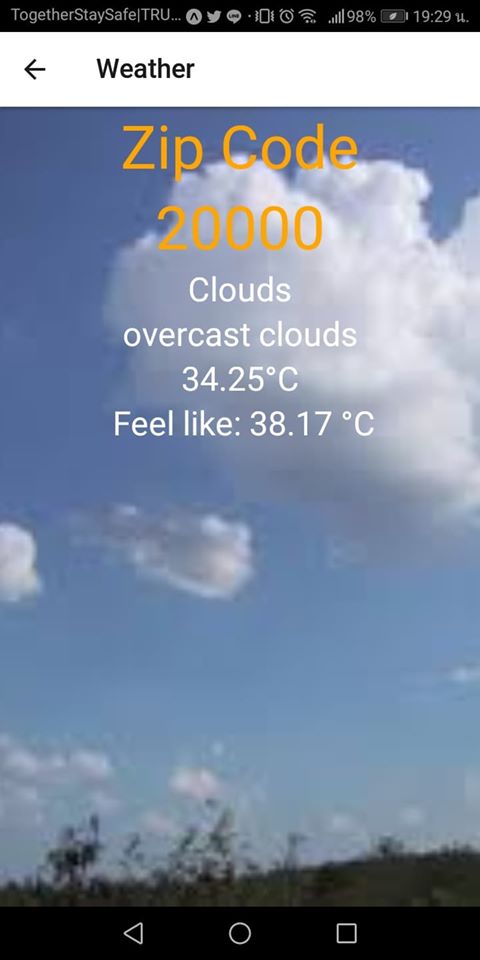 TogetherStaySafe|TRU... 98% 19:29 น.
Weather
Zip Code
20000
Clouds
overcast clouds
34.25°C
Feel like: 38.17 °C